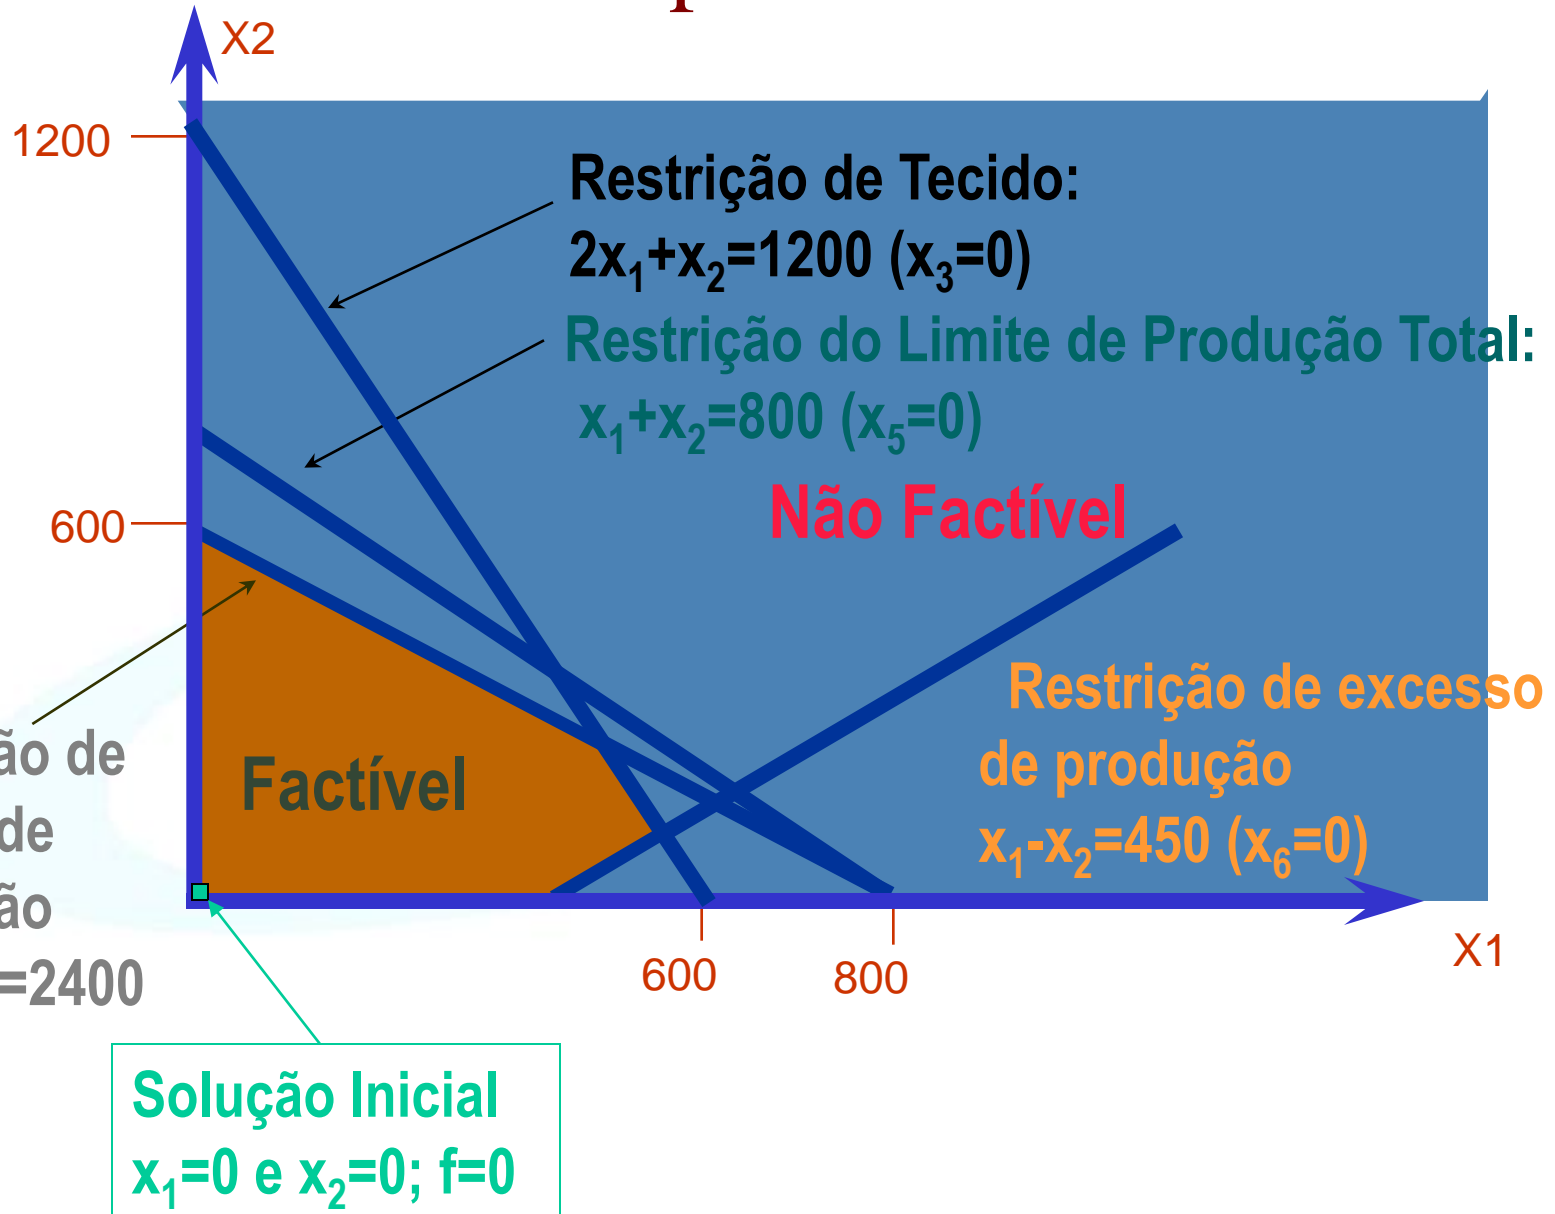 X2
1200
Restrição de Tecido:
2x₁+x₂=1200 (x₃=0)
Restrição do Limite de Produção Total:
x₁+x₂=800 (x₅=0)
Não Factível
600
Restrição de excesso
de produção
x₁-x₂=450 (x₆=0)
ão de
de
ão
=2400
Factível
600
800
X1
Solução Inicial
x₁=0 e x₂=0; f=0